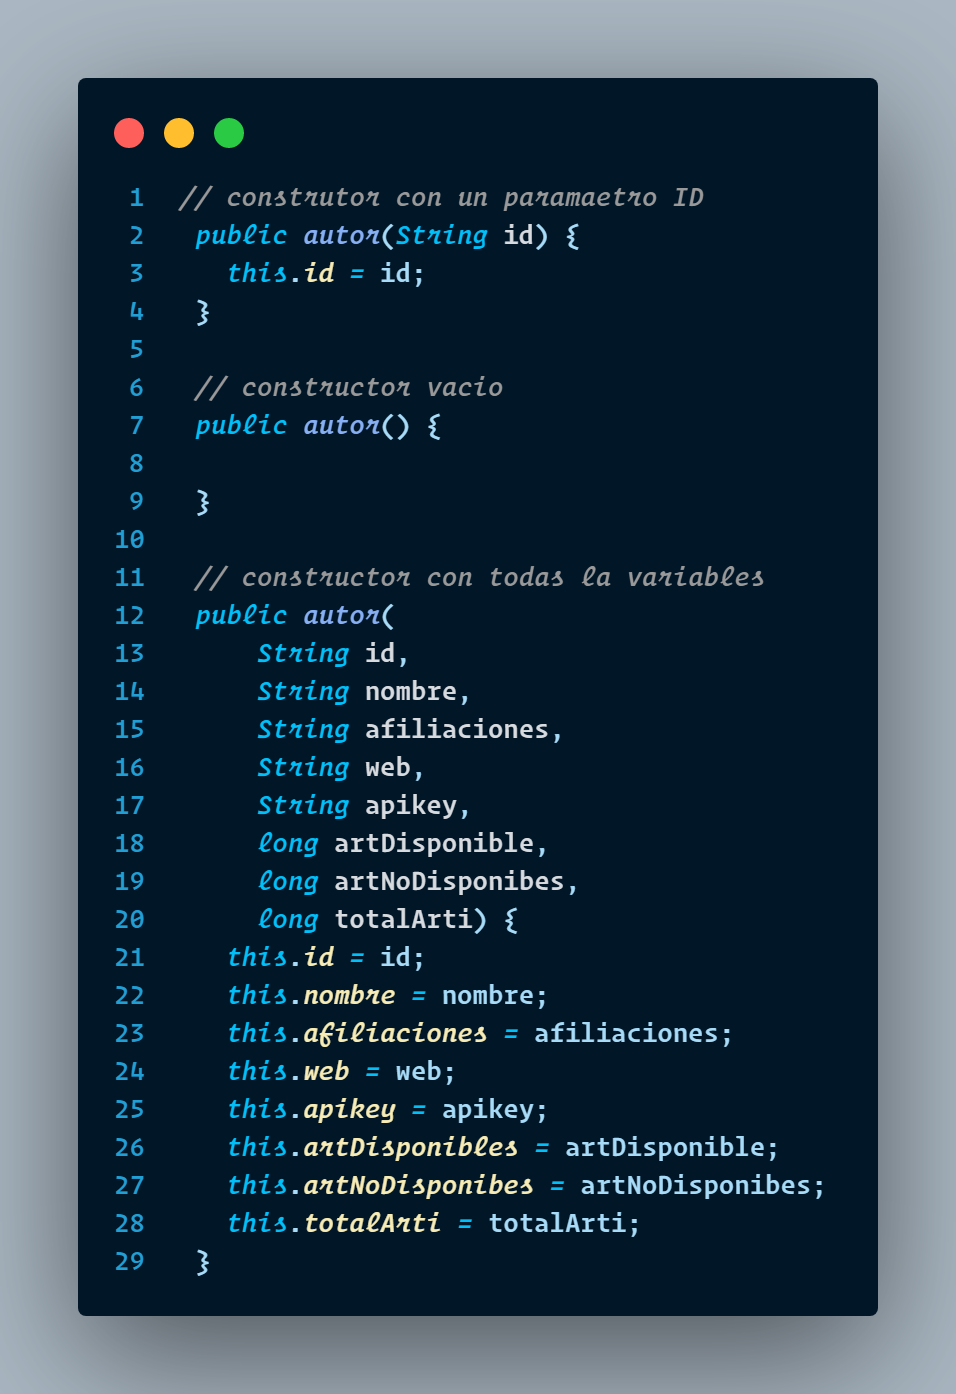 1 // construtor con un paramaetro ID
2 public autor(String id) {
3 this.id = id;
4 }
5
6 // constructor vacio
7 public autor() {
8
9 }
10
11 // constructor con todas la variables
12 public autor(
13 String id,
14 String nombre,
15 String afiliaciones,
16 String web,
17 String apikey,
18 long artDisponible,
19 long artNoDisponibes,
20 long totalArti) {
21 this.id = id;
22 this.nombre = nombre;
23 this.afiliaciones = afiliaciones;
24 this.web = web;
25 this.apikey = apikey;
26 this.artDisponibles = artDisponible;
27 this.artNoDisponibes = artNoDisponibes;
28 this.totalArti = totalArti;
29 }